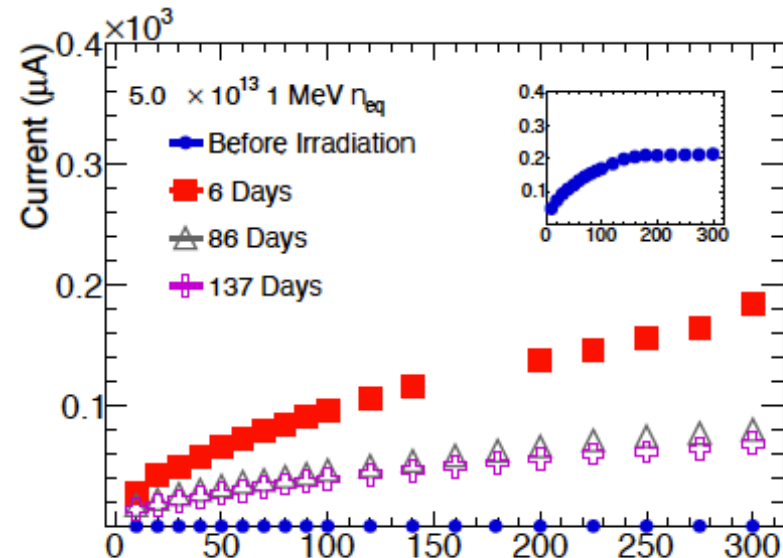 0.4 ×10³
Current (μA)
5.0 × 10¹³ 1 MeV n_eq
Before Irradiation
6 Days
86 Days
137 Days
0.3
0.2
0.1
0 50 100 150 200 250 300
0.4
0.3
0.2
0.1
0 100 200 300